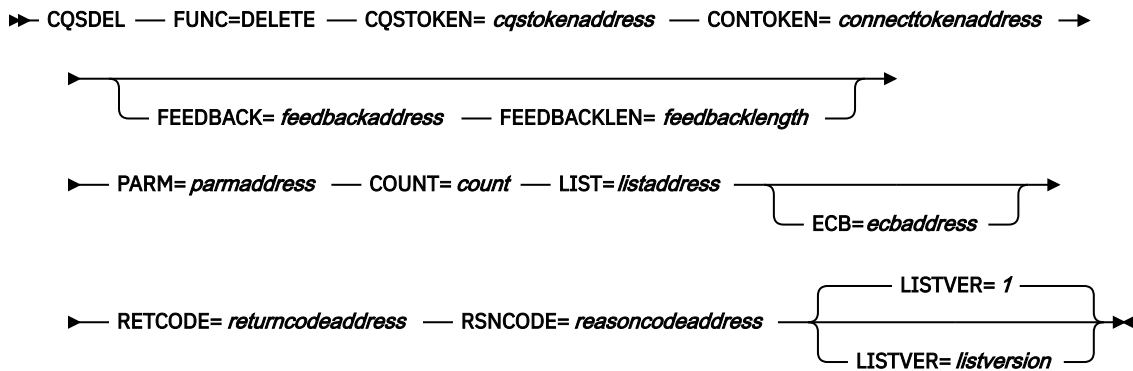 CQSDEL FUNC=DELETE CQSTOKEN= cqstokenaddress CONTOKEN= connecttokenaddress
FEEDBACK= feedbackaddress FEEDBACKLEN= feedbacklength
PARM= parmaddress COUNT= count LIST= listaddress
ECB= ecbaddress
LISTVER= 1
RETCODE= returncodeaddress RSNCODE= reasoncodeaddress
LISTVER= listversion